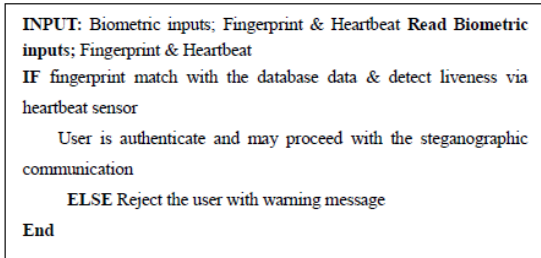 INPUT: Biometric inputs; Fingerprint & Heartbeat Read Biometric
inputs; Fingerprint & Heartbeat
IF fingerprint match with the database data & detect liveness via
heartbeat sensor
User is authenticate and may proceed with the steganographic
communication
ELSE Reject the user with warning message
End